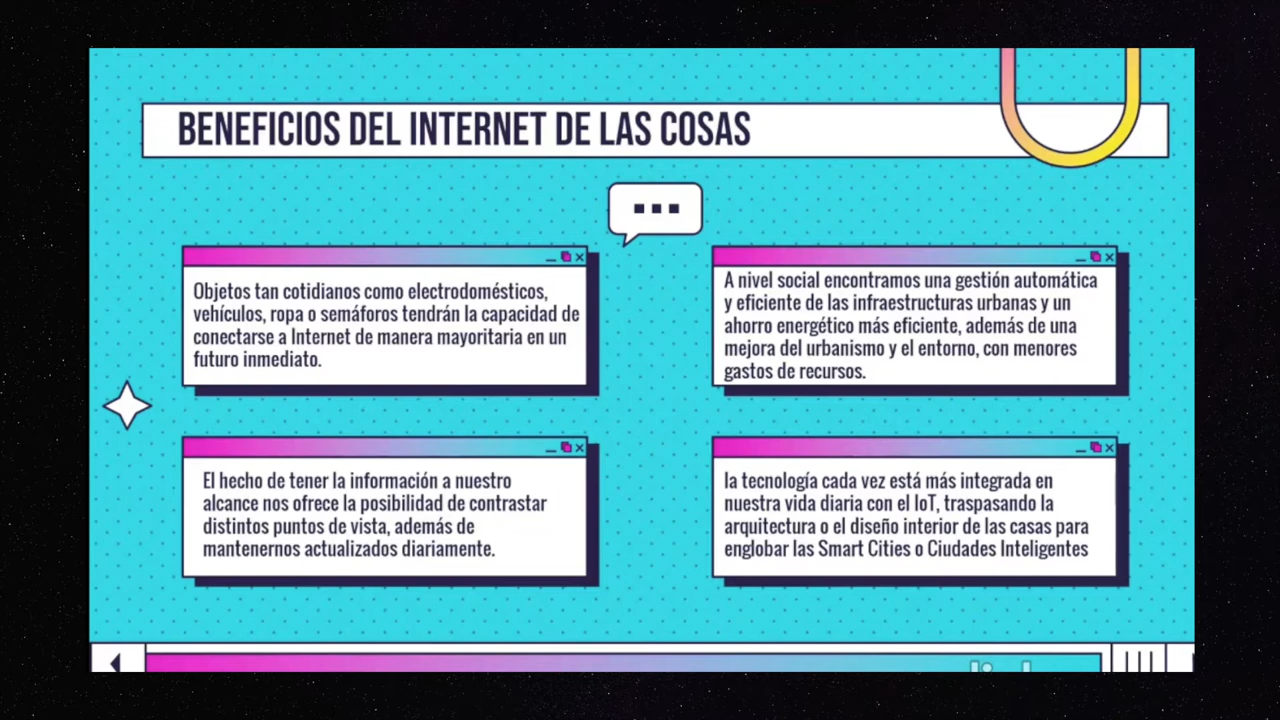 BENEFICIOS DEL INTERNET DE LAS COSAS
Objetos tan cotidianos como electrodomésticos,
vehículos, ropa o semáforos tendrán la capacidad de
conectarse a Internet de manera mayoritaria en un
futuro inmediato.
A nivel social encontramos una gestión automática
y eficiente de las infraestructuras urbanas y un
ahorro energético más eficiente, además de una
mejora del urbanismo y el entorno, con menores
gastos de recursos.
El hecho de tener la información a nuestro
alcance nos ofrece la posibilidad de contrastar
distintos puntos de vista, además de
mantenernos actualizados diariamente.
la tecnología cada vez está más integrada en
nuestra vida diaria con el IoT, traspasando la
arquitectura o el diseño interior de las casas para
englobar las Smart Cities o Ciudades Inteligentes